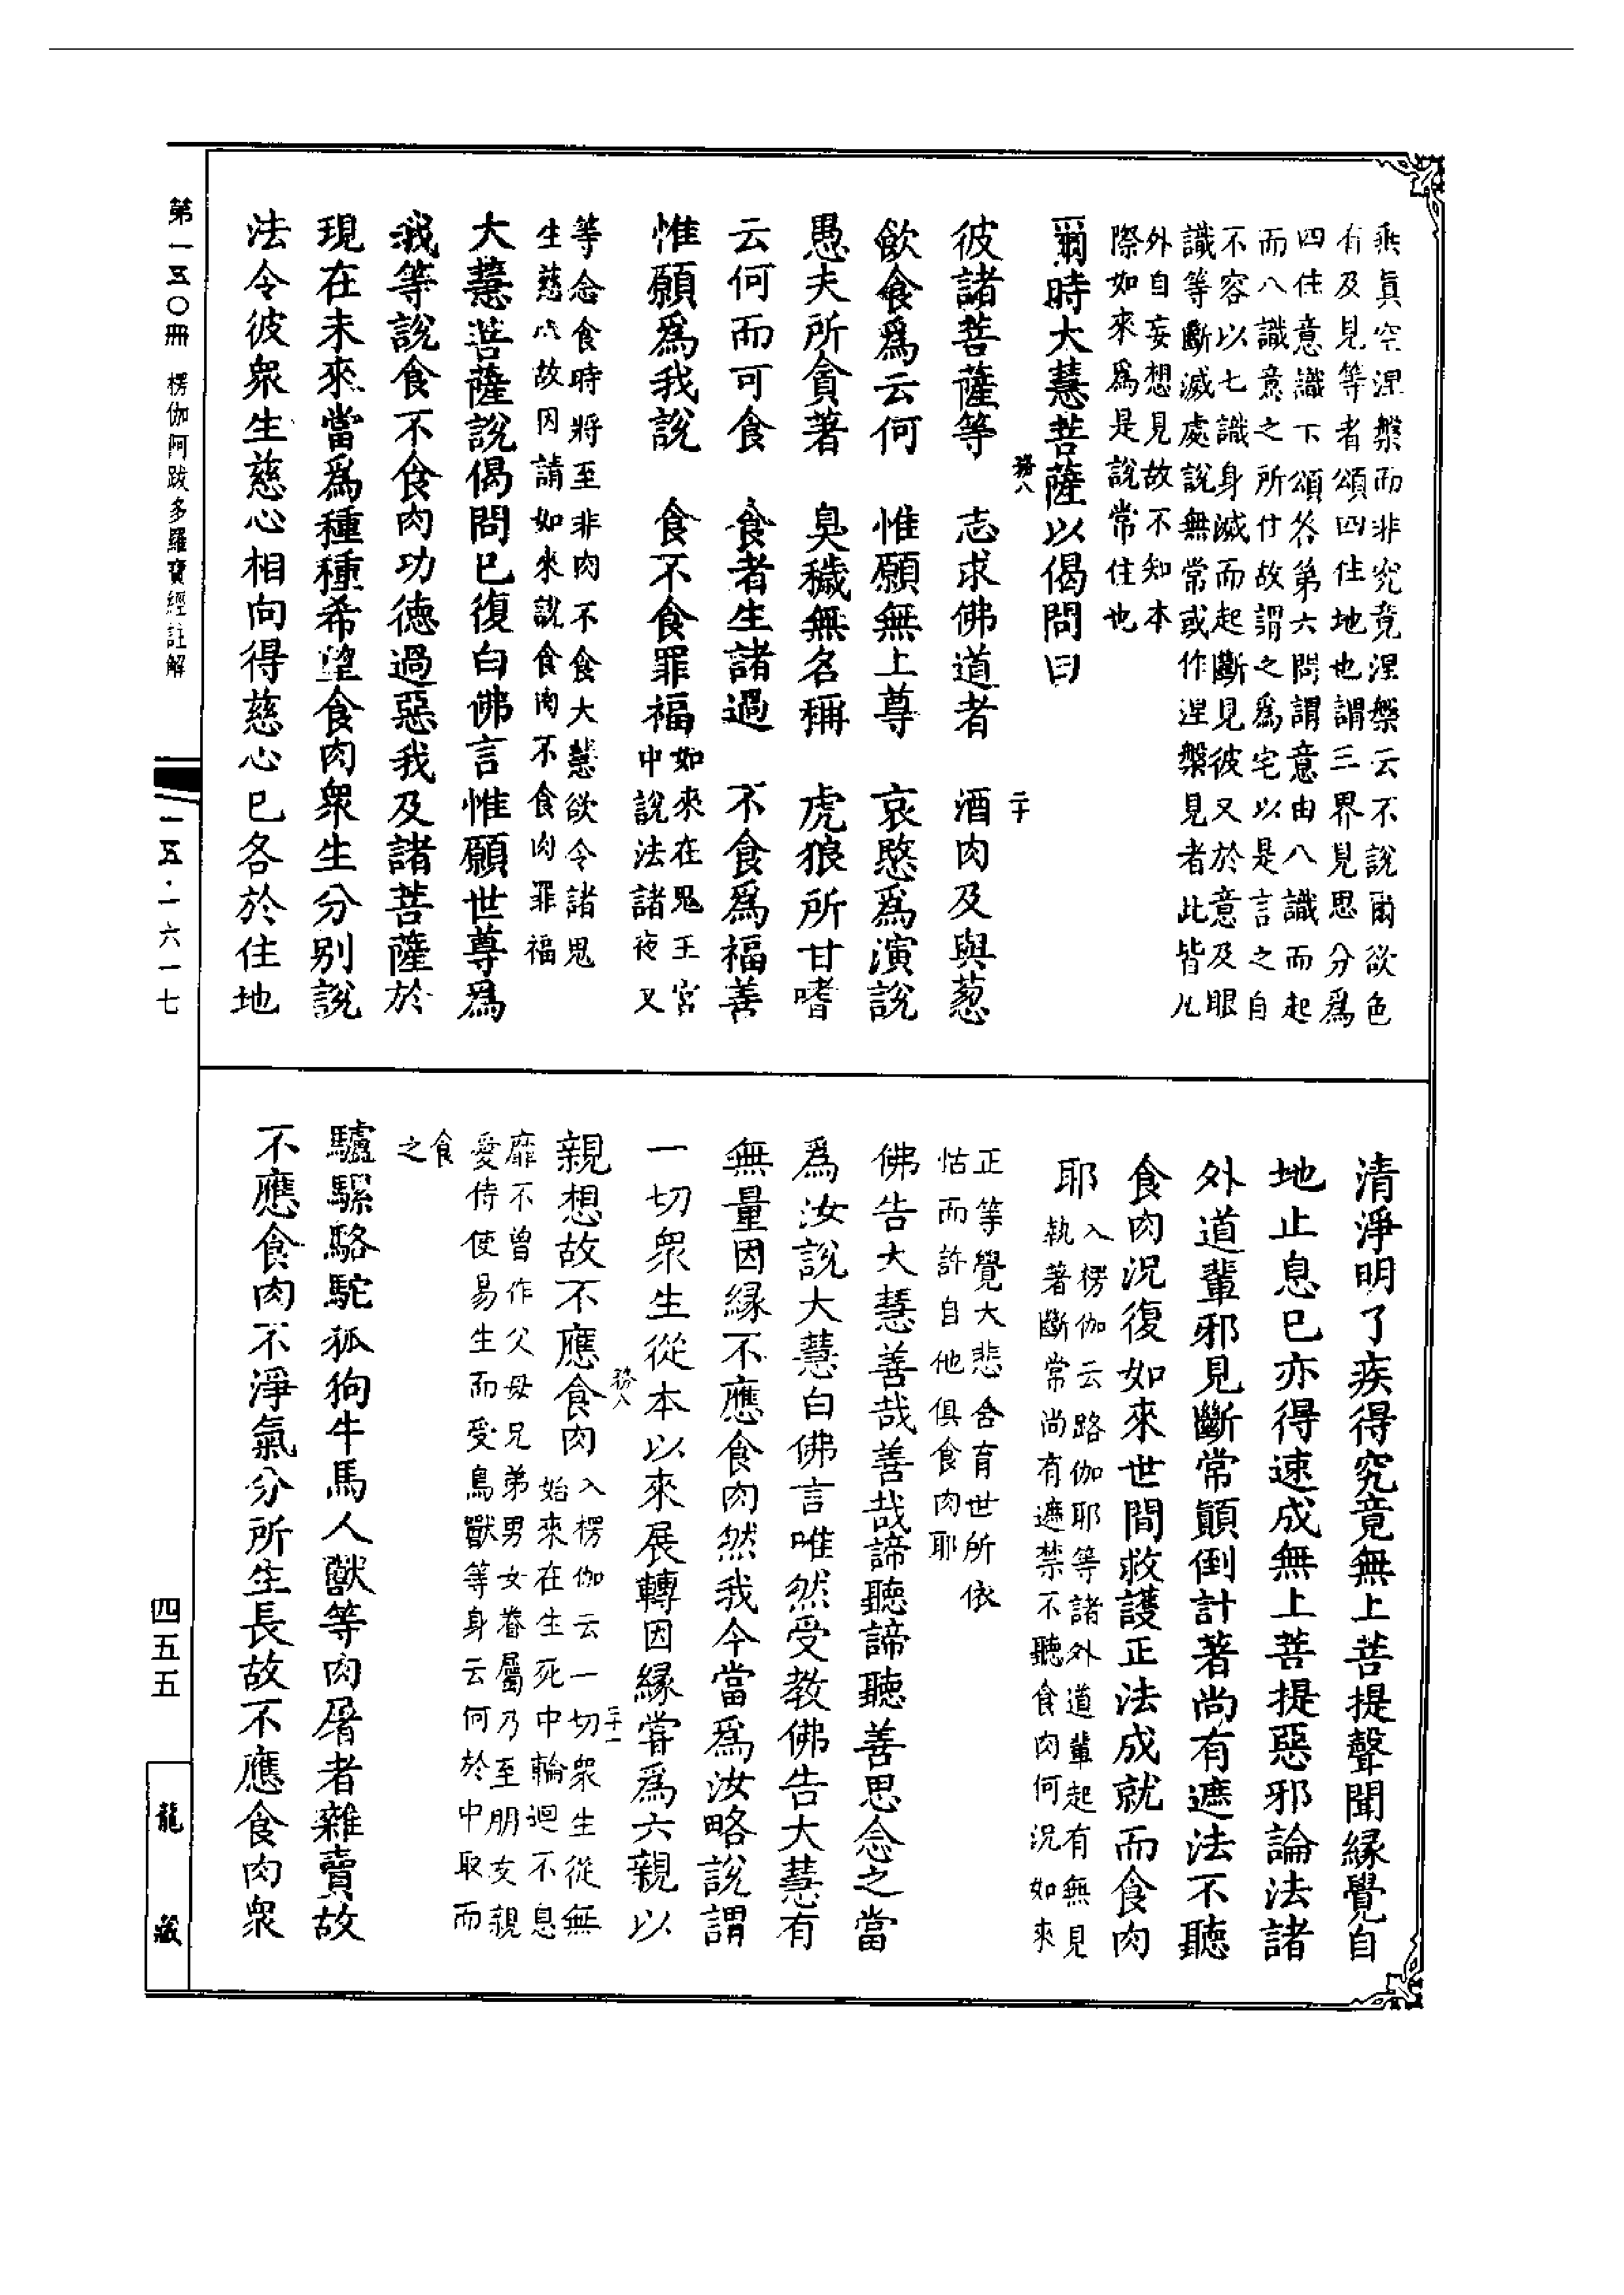 乘真空涅槃而非究竟涅槃云不說爾欲色
有及見等者頌四住地也謂三界見思分為
四住意識下頌答第六問謂意由八識而起
而八識意之所住故謂之為宅以是言之自
不容以七識身滅而起斷見彼又於意及眼
識等斷滅處說無常或作涅槃見者此皆凡
外自妄想見故不知本
際如來為是說常住也
爾時大慧菩薩以偈問曰
務八
二十
彼諸菩薩等　志求佛道者　酒肉及與葱
飲食為云何　惟願無上尊　哀愍為演說
愚夫所貪著　臭穢無名稱　虎狼所甘嗜
云何而可食　食者生諸過　不食為福善
惟願為我說　食不食罪福
如來在鬼王宮
中說法諸夜叉
等念食時將至非肉不食大慧欲令諸鬼
生慈心故因請如來說食肉不食肉罪福
大慧菩薩說偈問已復白佛言惟願世尊為
我等說食不食肉功德過惡我及諸菩薩於
現在未來當為種種希望食肉眾生分別說
法令彼眾生慈心相向得慈心已各於住地
清淨明了疾得究竟無上菩提聲聞緣覺自
地止息已亦得速成無上菩提惡邪論法諸
外道輩邪見斷常顛倒計著尚有遮法不聽
食肉況復如來世間救護正法成就而食肉
耶
入楞伽云路伽耶等諸外道輩起有無見
執著斷常尚有遮禁不聽食肉何況如來
正等覺大悲含育世所依
怙而許自他俱食肉耶
佛告大慧善哉善哉諦聽諦聽善思念之當
為汝說大慧白佛言唯然受教佛告大慧有
無量因緣不應食肉然我今當為汝略說謂
一切眾生從本以來展轉因緣嘗為六親以
務八
二十一
親想故不應食肉
入楞伽云一切眾生從無
始來在生死中輪迴不息
靡不曾作父母兄弟男女眷屬乃至朋友親
愛侍使易生而受鳥獸等身云何於中取而
食
之
驢騾駱駝狐狗牛馬人獸等肉屠者雜賣故
不應食肉不淨氣分所生長故不應食肉眾
第一五〇冊　楞伽阿跋多羅寶經註解
一五·一六一七
四五五
龍藏